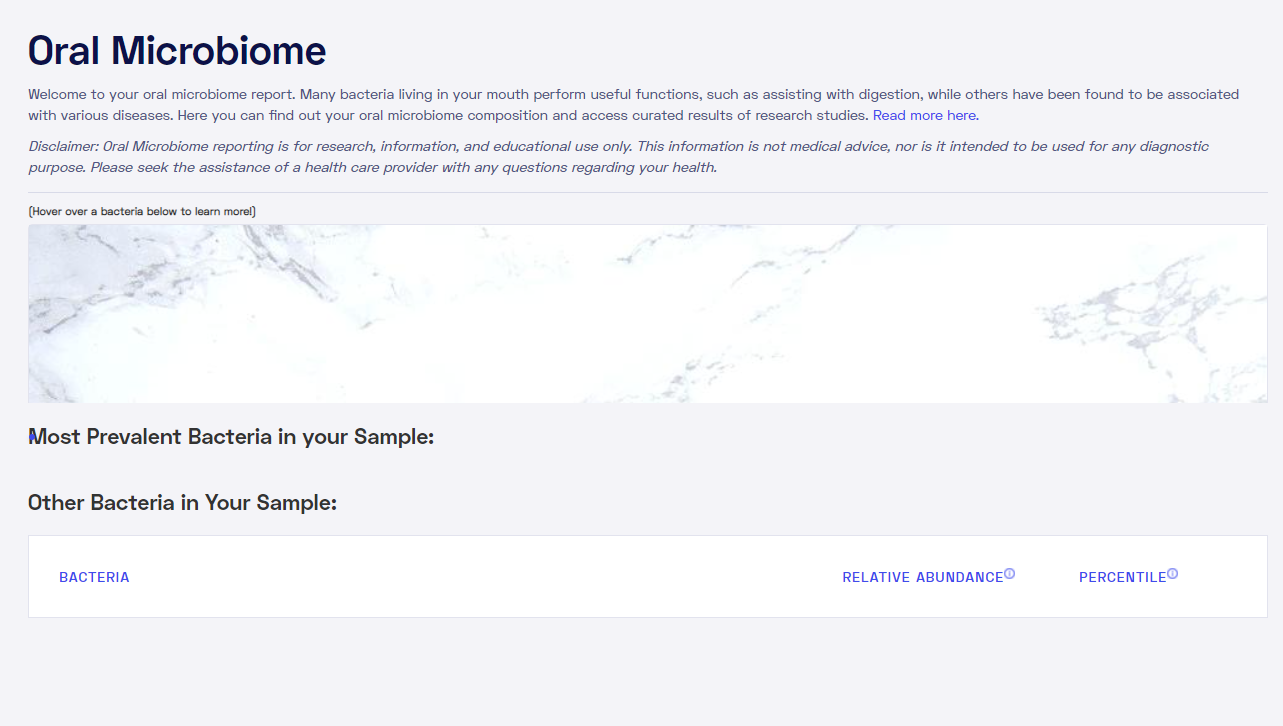 Oral Microbiome
Welcome to your oral microbiome report. Many bacteria living in your mouth perform useful functions, such as assisting with digestion, while others have been found to be associated
with various diseases. Here you can find out your oral microbiome composition and access curated results of research studies. Read more here.
Disclaimer: Oral Microbiome reporting is for research, information, and educational use only. This information is not medical advice, nor is it intended to be used for any diagnostic
purpose. Please seek the assistance of a health care provider with any questions regarding your health.
(Hover over a bacteria below to learn more!)
Most Prevalent Bacteria in your Sample:
Other Bacteria in Your Sample:
BACTERIA RELATIVE ABUNDANCE PERCENTILE